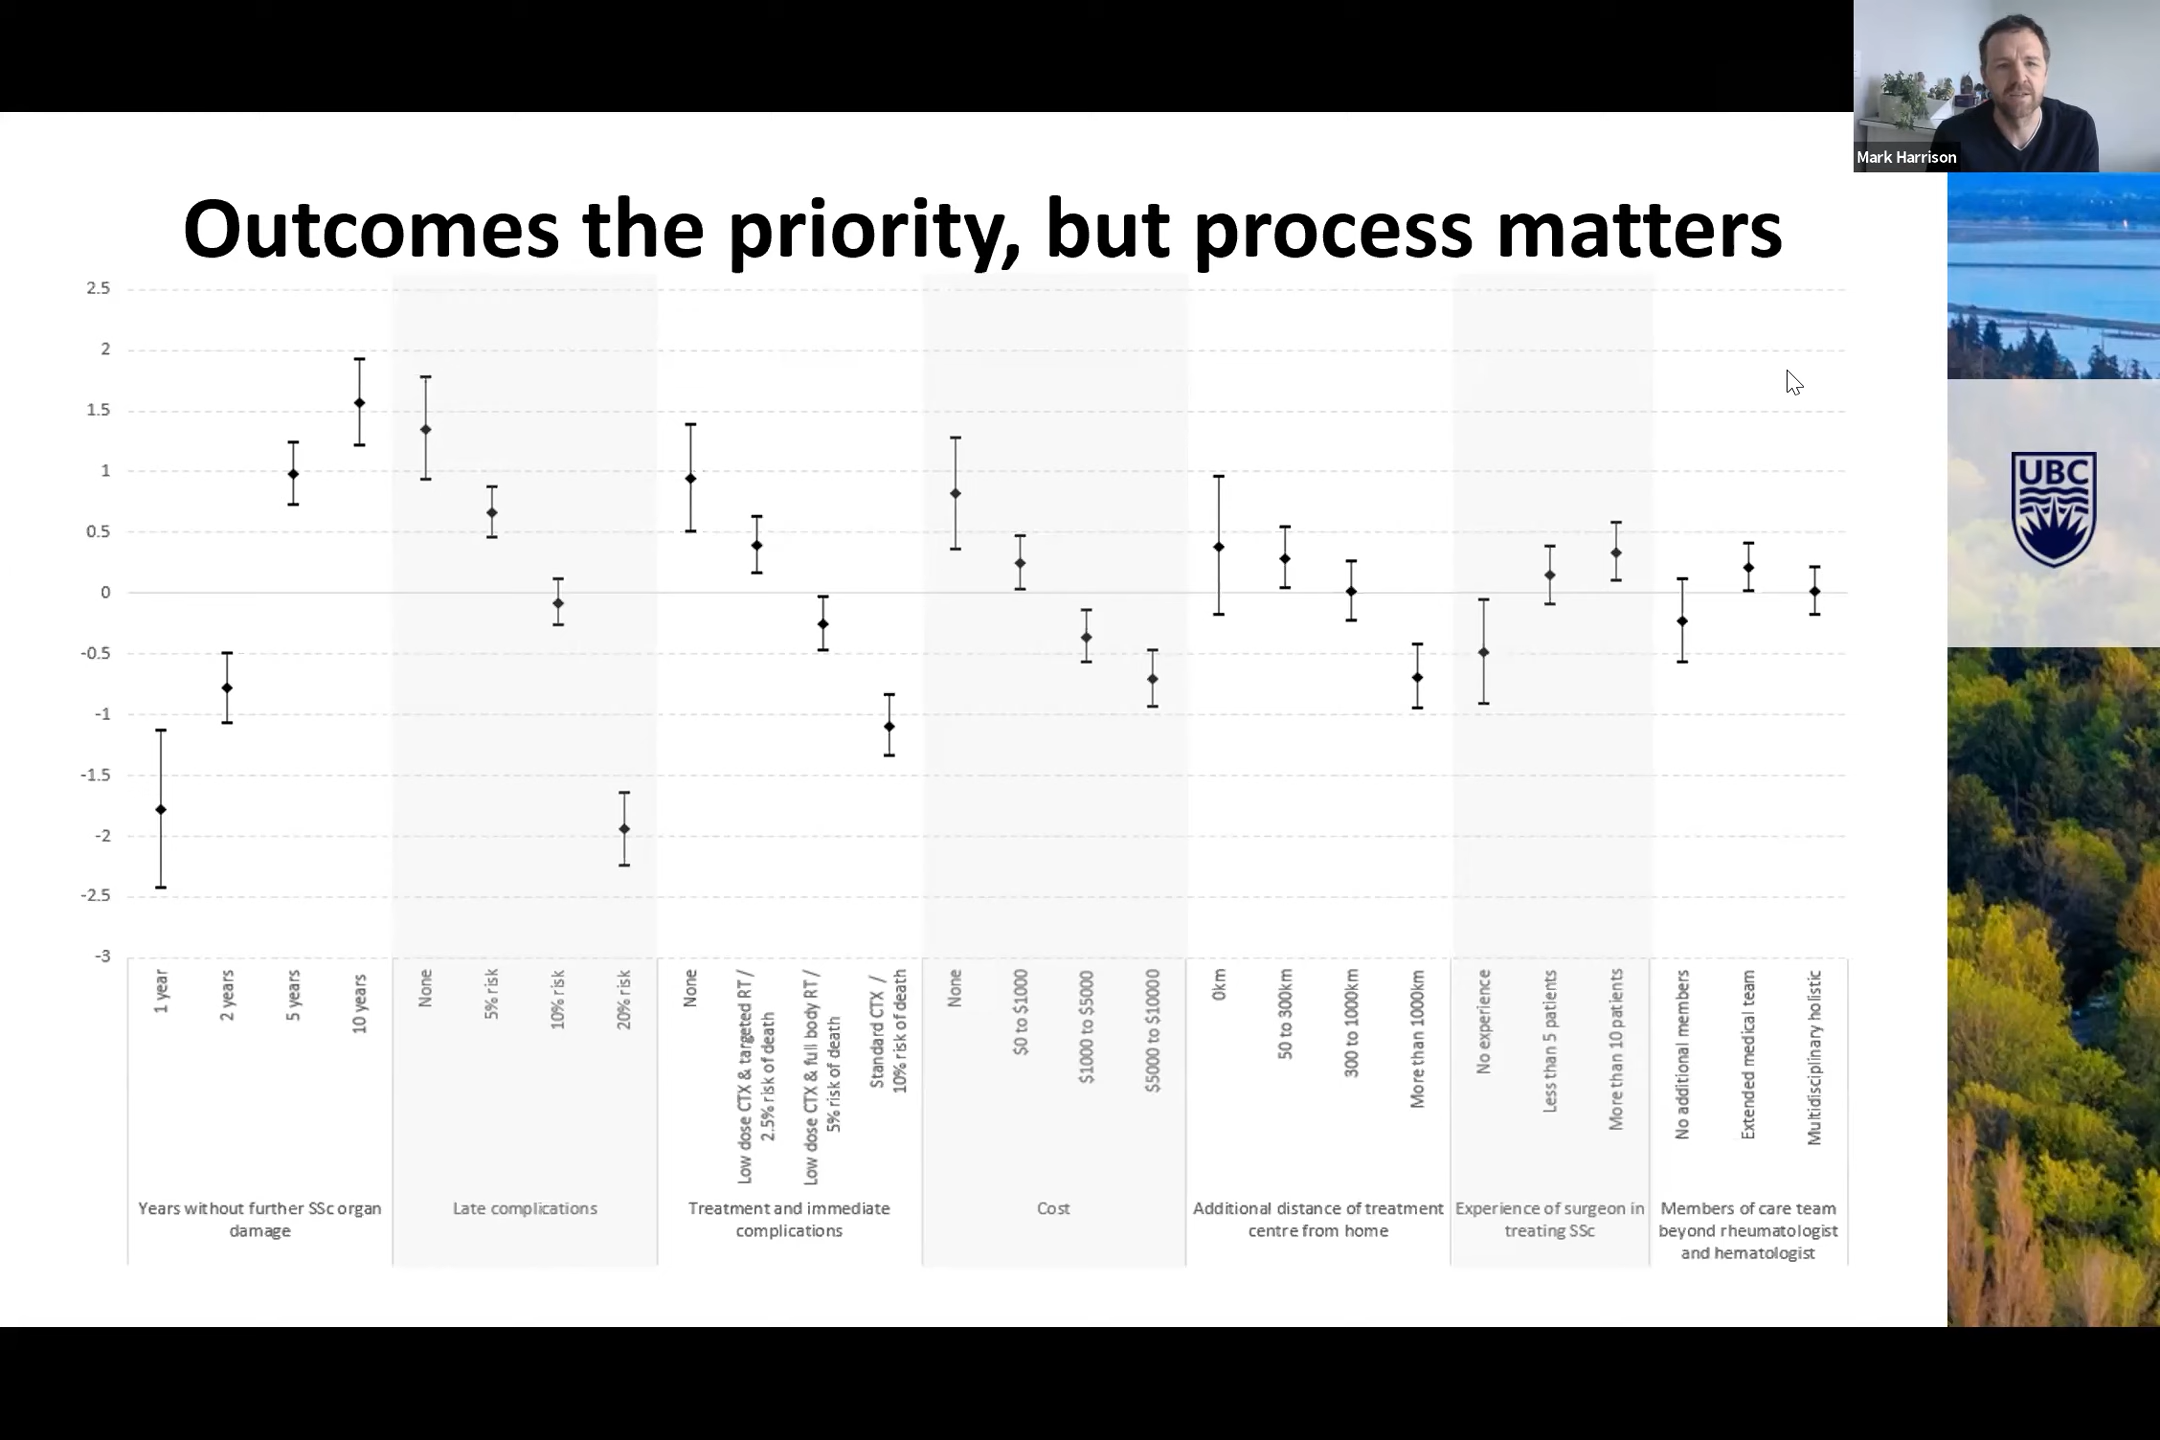 Mark Harrison
Outcomes the priority, but process matters
UBC
2.5
2
1.5
1
0.5
0
-0.5
-1
-1.5
-2
-2.5
-3
1 year
2 years
5 years
10 years
None
5% risk
10% risk
20% risk
None
Low dose CTX & targeted RT /
2.5% risk of death
Low dose CTX & full body RT /
5% risk of death
Standard CTX /
10% risk of death
None
$0 to $1000
$1000 to $5000
$5000 to $10000
0km
50 to 300km
300 to 1000km
More than 1000km
No experience
Less than 5 patients
More than 10 patients
No additional members
Extended medical team
Multidisciplinary holistic
Years without further SSc organ
damage
Late complications
Treatment and immediate
complications
Cost
Additional distance of treatment
centre from home
Experience of surgeon in
treating SSc
Members of care team
beyond rheumatologist
and hematologist